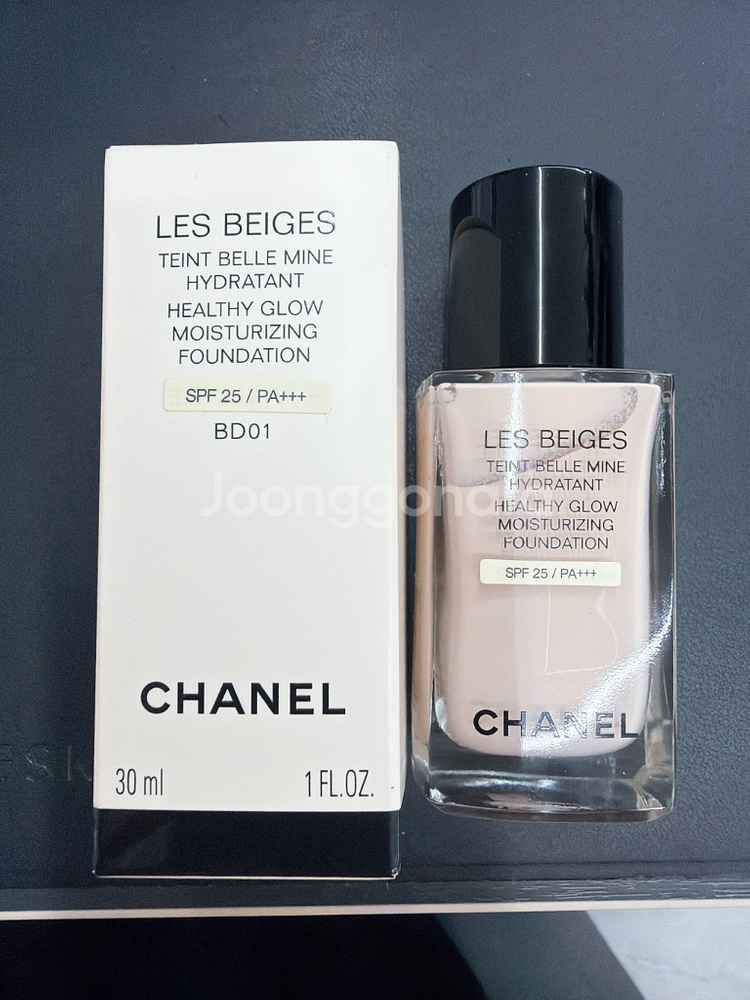 LES BEIGES
TEINT BELLE MINE
HYDRATANT
HEALTHY GLOW
MOISTURIZING
FOUNDATION
SPF 25 / PA+++
BD01
CHANEL
30 ml
1 FL.OZ.
LES BEIGES
TEINT BELLE MINE
HYDRATANT
HEALTHY GLOW
MOISTURIZING
FOUNDATION
SPF 25 / PA+++
CHANEL